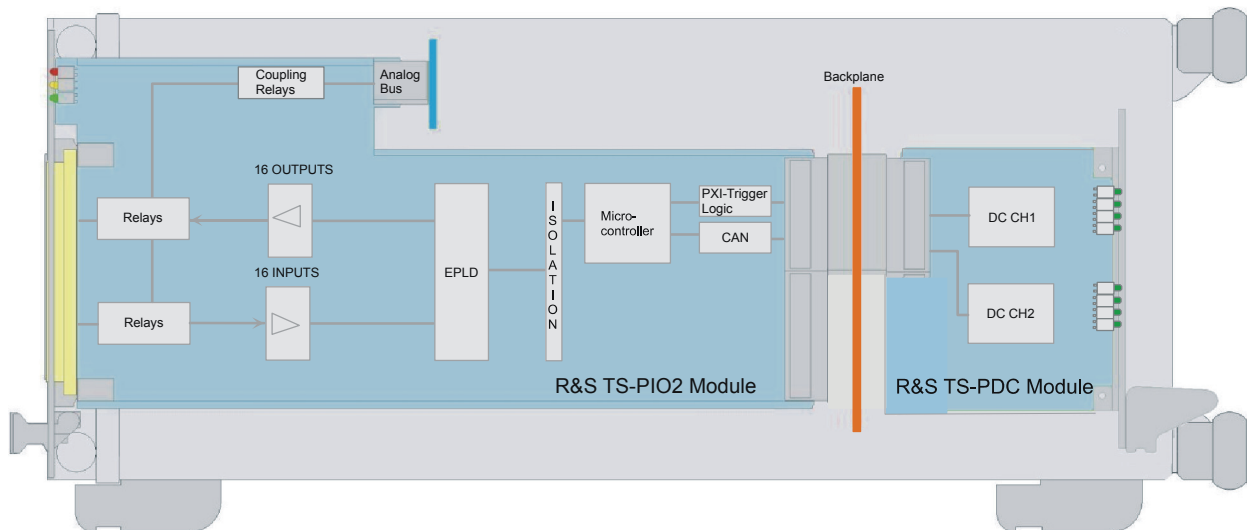 Coupling
Relays
Analog
Bus
Backplane
16 OUTPUTS
Relays
16 INPUTS
Relays
EPLD
ISOLATION
Micro-
controller
PXI-Trigger
Logic
CAN
DC CH1
DC CH2
R&S TS-PIO2 Module
R&S TS-PDC Module